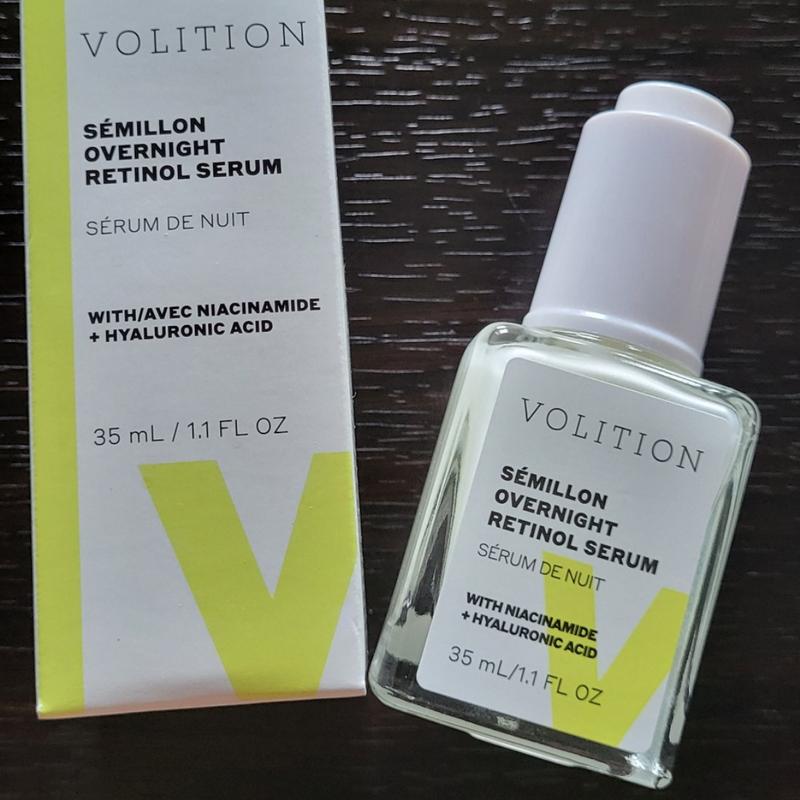 VOLITION
SÉMILLON
OVERNIGHT
RETINOL SERUM
SÉRUM DE NUIT
WITH/AVEC NIACINAMIDE
+ HYALURONIC ACID
35 mL / 1.1 FL OZ
V
VOLITION
SÉMILLON
OVERNIGHT
RETINOL SERUM
SÉRUM DE NUIT
WITH NIACINAMIDE
+ HYALURONIC ACID
35 mL/1.1 FL OZ
V